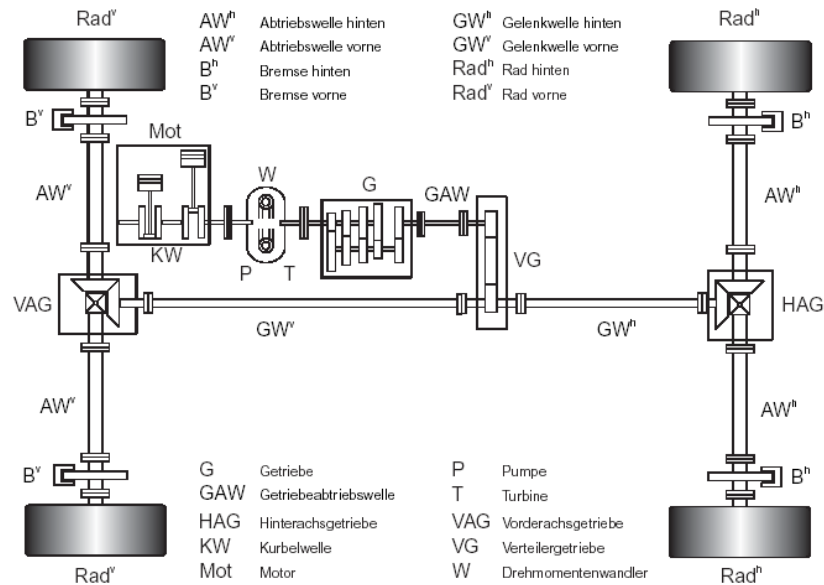 Radᵛ
AWʰ Abtriebswelle hinten
GWʰ Gelenkwelle hinten
Radʰ
AWᵛ Abtriebswelle vorne
GWᵛ Gelenkwelle vorne
Bʰ Bremse hinten
Radʰ Rad hinten
Bᵛ Bremse vorne
Radᵛ Rad vorne
Bᵛ
Bʰ
Mot
W
G
GAW
AWᵛ
AWʰ
KW
P
T
VG
VAG
HAG
GWᵛ
GWʰ
AWᵛ
AWʰ
Bᵛ
Bʰ
G Getriebe
P Pumpe
GAW Getriebeabtriebswelle
T Turbine
HAG Hinterachsgetriebe
VAG Vorderachsgetriebe
KW Kurbelwelle
VG Verteilergetriebe
Mot Motor
W Drehmomentenwandler
Radᵛ
Radʰ